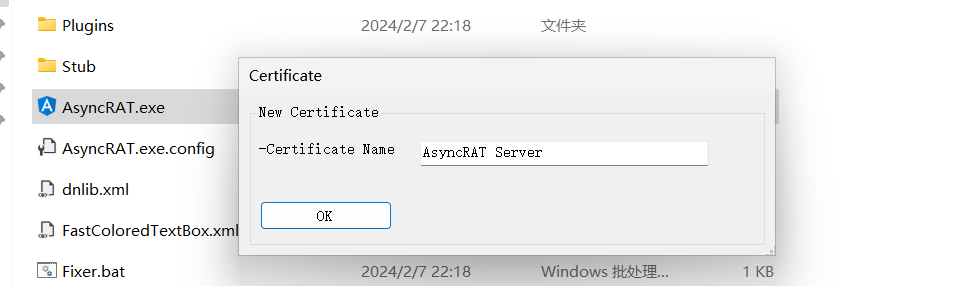 Plugins 2024/2/7 22:18 文件夹
Stub
Certificate
AsyncRAT.exe
New Certificate
AsyncRAT.exe.config
-Certificate Name AsyncRAT Server
dnlib.xml
OK
FastColoredTextBox.xml
Fixer.bat 2024/2/7 22:18 Windows 批处理... 1 KB